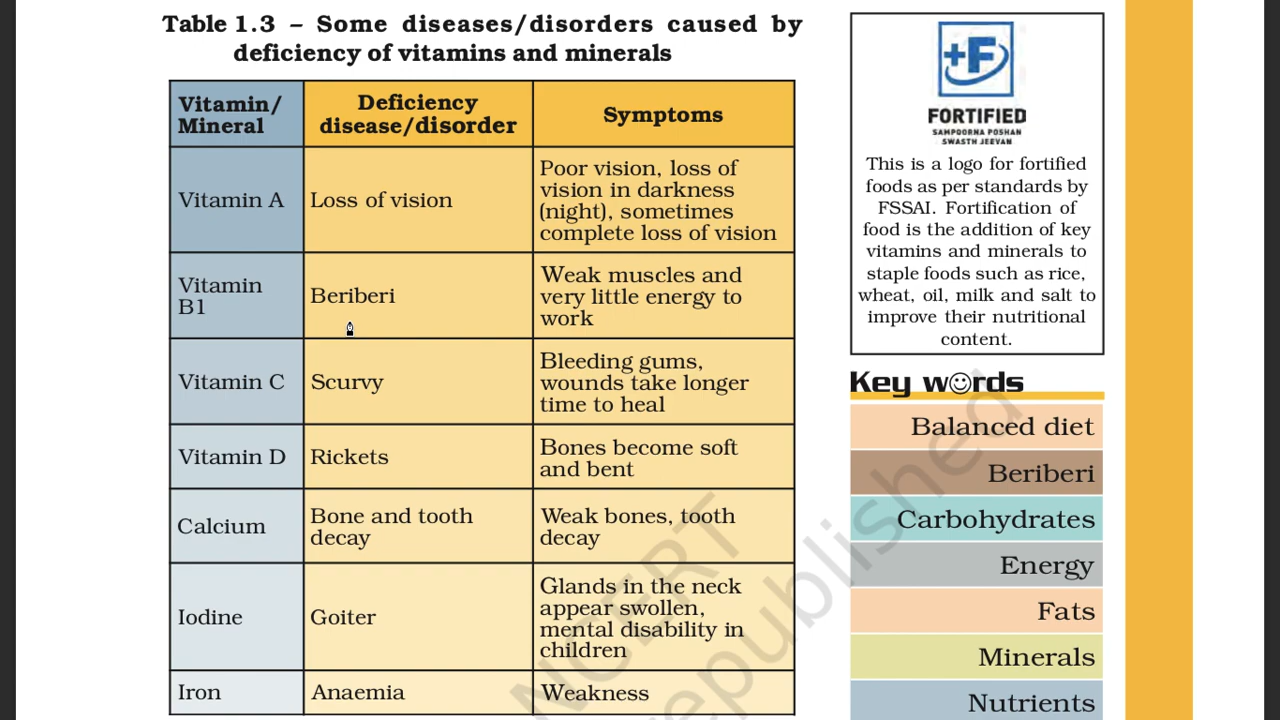 Table 1.3 – Some diseases/disorders caused by
deficiency of vitamins and minerals
Vitamin/
Mineral
Deficiency
disease/disorder
Symptoms
Vitamin A
Loss of vision
Poor vision, loss of
vision in darkness
(night), sometimes
complete loss of vision
Vitamin
B1
Beriberi
Weak muscles and
very little energy to
work
Vitamin C
Scurvy
Bleeding gums,
wounds take longer
time to heal
Vitamin D
Rickets
Bones become soft
and bent
Calcium
Bone and tooth
decay
Weak bones, tooth
decay
Iodine
Goiter
Glands in the neck
appear swollen,
mental disability in
children
Iron
Anaemia
Weakness
+F
FORTIFIED
SAMPOORNA POSHAN
SWASTH JEEVAN
This is a logo for fortified
foods as per standards by
FSSAI. Fortification of
food is the addition of key
vitamins and minerals to
staple foods such as rice,
wheat, oil, milk and salt to
improve their nutritional
content.
Key words
Balanced diet
Beriberi
Carbohydrates
Energy
Fats
Minerals
Nutrients
NCERT
republished